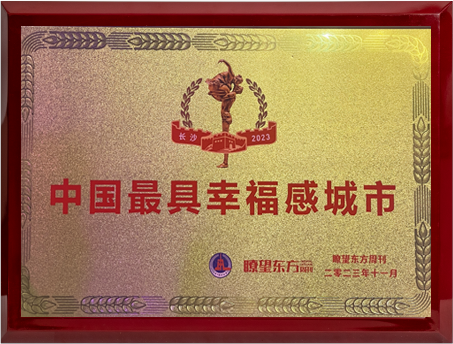 长沙 2023
中国最具幸福感城市
瞭望东方周刊
瞭望东方周刊
二〇二三年十一月